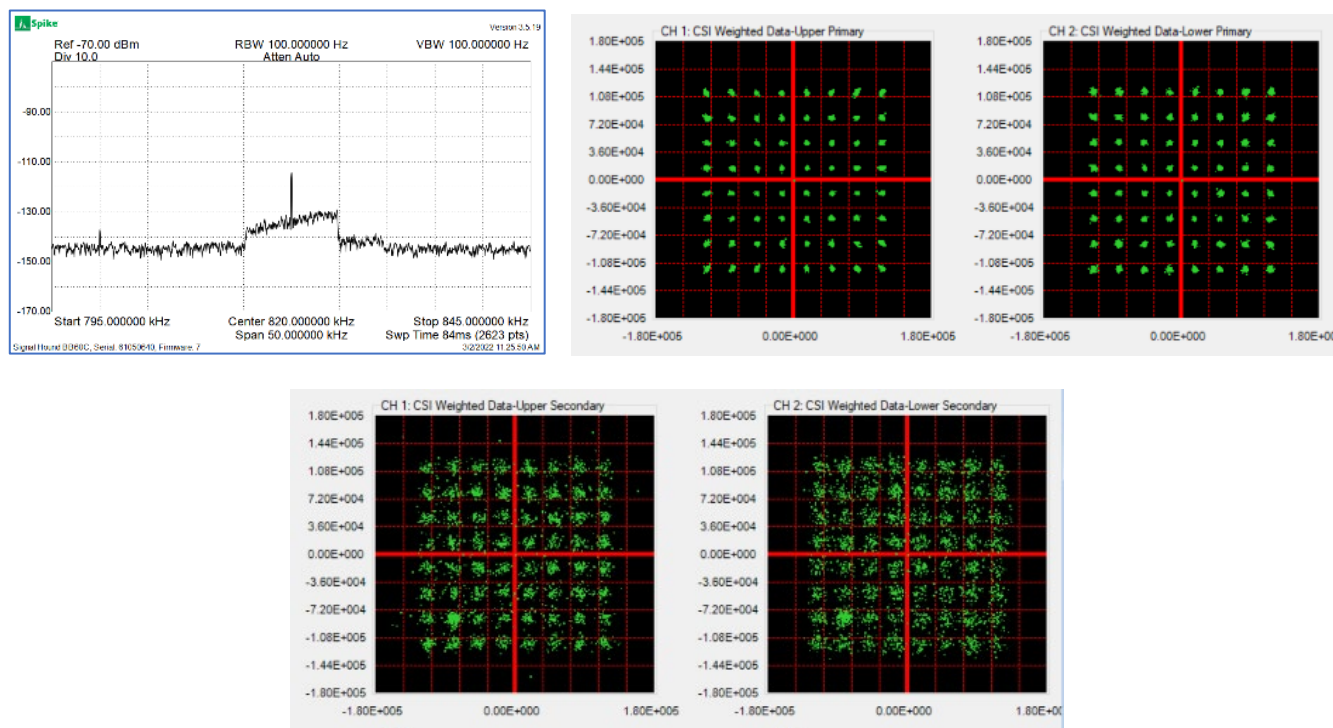 Spike
Version 3.5.19
Ref -70.00 dBm RBW 100.000000 Hz VBW 100.000000 Hz
Div 10.0 Atten Auto
-90.00
-110.00
-130.00
-150.00
-170.00
Start 795.000000 kHz Center 820.000000 kHz Stop 845.000000 kHz
Span 50.000000 kHz Swp Time 84ms (2623 pts)
Signal Hound BB60C, Serial: 61050640, Firmware: 7 3/2/2022 11:25:50 AM
CH 1: CSI Weighted Data-Upper Primary
1.80E+005
1.44E+005
1.08E+005
7.20E+004
3.60E+004
0.00E+000
-3.60E+004
-7.20E+004
-1.08E+005
-1.44E+005
-1.80E+005
-1.80E+005 0.00E+000 1.80E+005
CH 2: CSI Weighted Data-Lower Primary
1.80E+005
1.44E+005
1.08E+005
7.20E+004
3.60E+004
0.00E+000
-3.60E+004
-7.20E+004
-1.08E+005
-1.44E+005
-1.80E+005
-1.80E+005 0.00E+000 1.80E+00
CH 1: CSI Weighted Data-Upper Secondary
1.80E+005
1.44E+005
1.08E+005
7.20E+004
3.60E+004
0.00E+000
-3.60E+004
-7.20E+004
-1.08E+005
-1.44E+005
-1.80E+005
-1.80E+005 0.00E+000 1.80E+005
CH 2: CSI Weighted Data-Lower Secondary
1.80E+005
1.44E+005
1.08E+005
7.20E+004
3.60E+004
0.00E+000
-3.60E+004
-7.20E+004
-1.08E+005
-1.44E+005
-1.80E+005
-1.80E+005 0.00E+000 1.80E+005